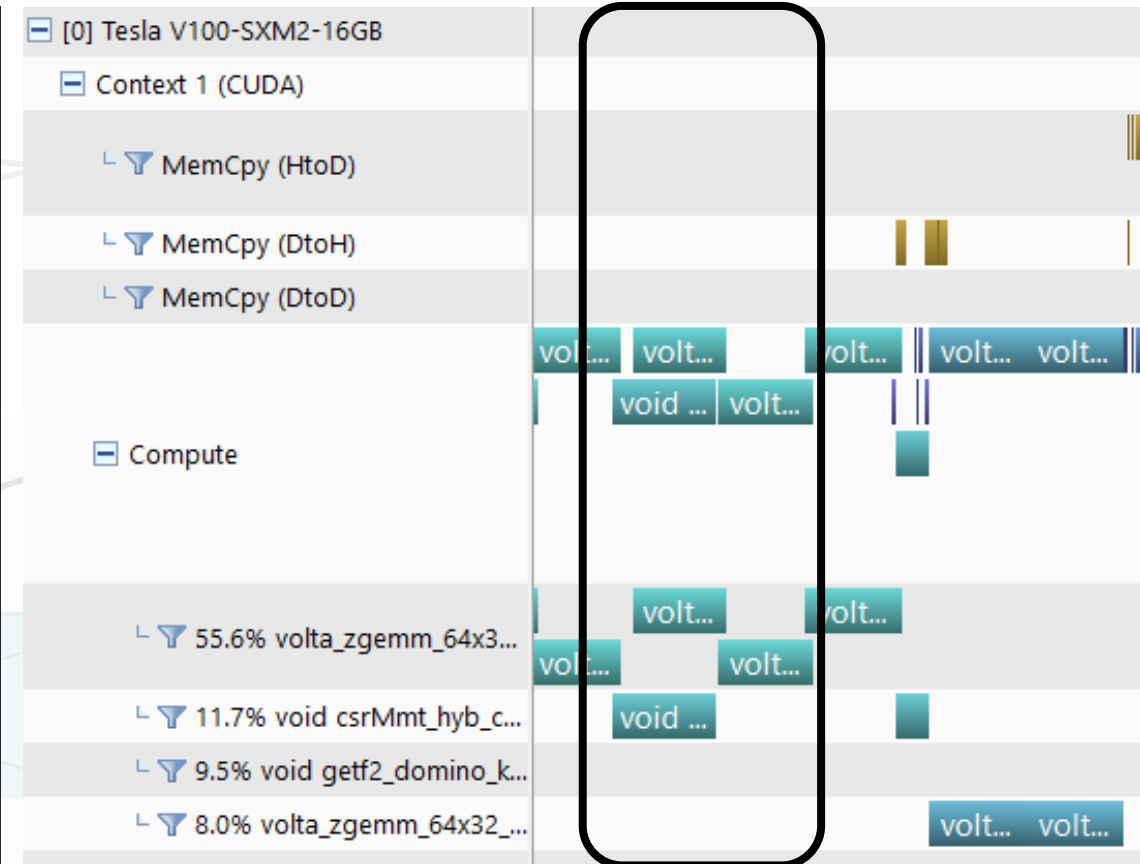 [0] Tesla V100-SXM2-16GB
Context 1 (CUDA)
MemCpy (HtoD)
MemCpy (DtoH)
MemCpy (DtoD)
volt... volt... volt... volt... volt...
void ... volt...
Compute
volt... volt...
55.6% volta_zgemm_64x3...
volt... volt...
11.7% void csrMmt_hyb_c... void ...
9.5% void getf2_domino_k...
8.0% volta_zgemm_64x32_... volt... volt...